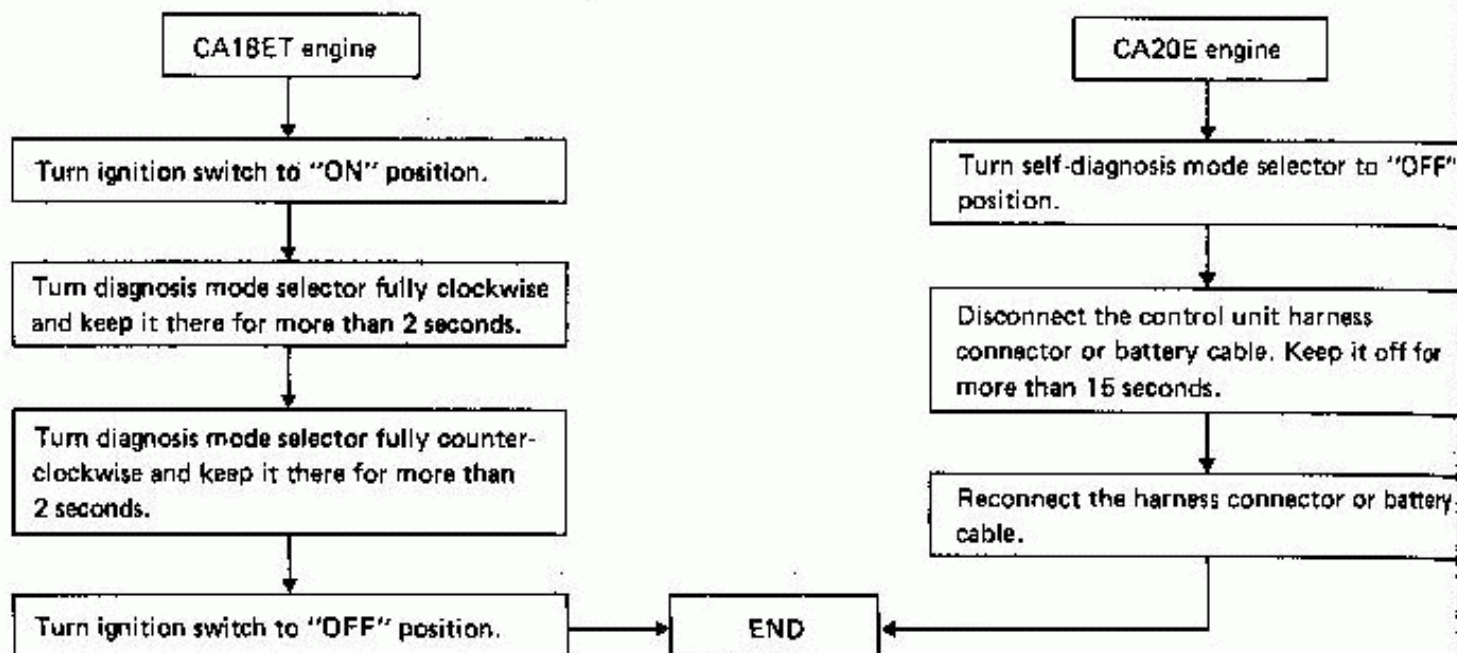 CA18ET engine
Turn ignition switch to "ON" position.
Turn diagnosis mode selector fully clockwise
and keep it there for more than 2 seconds.
Turn diagnosis mode selector fully counter-
clockwise and keep it there for more than
2 seconds.
Turn ignition switch to "OFF" position.
CA20E engine
Turn self-diagnosis mode selector to "OFF"
position.
Disconnect the control unit harness
connector or battery cable. Keep it off for
more than 15 seconds.
Reconnect the harness connector or battery
cable.
END